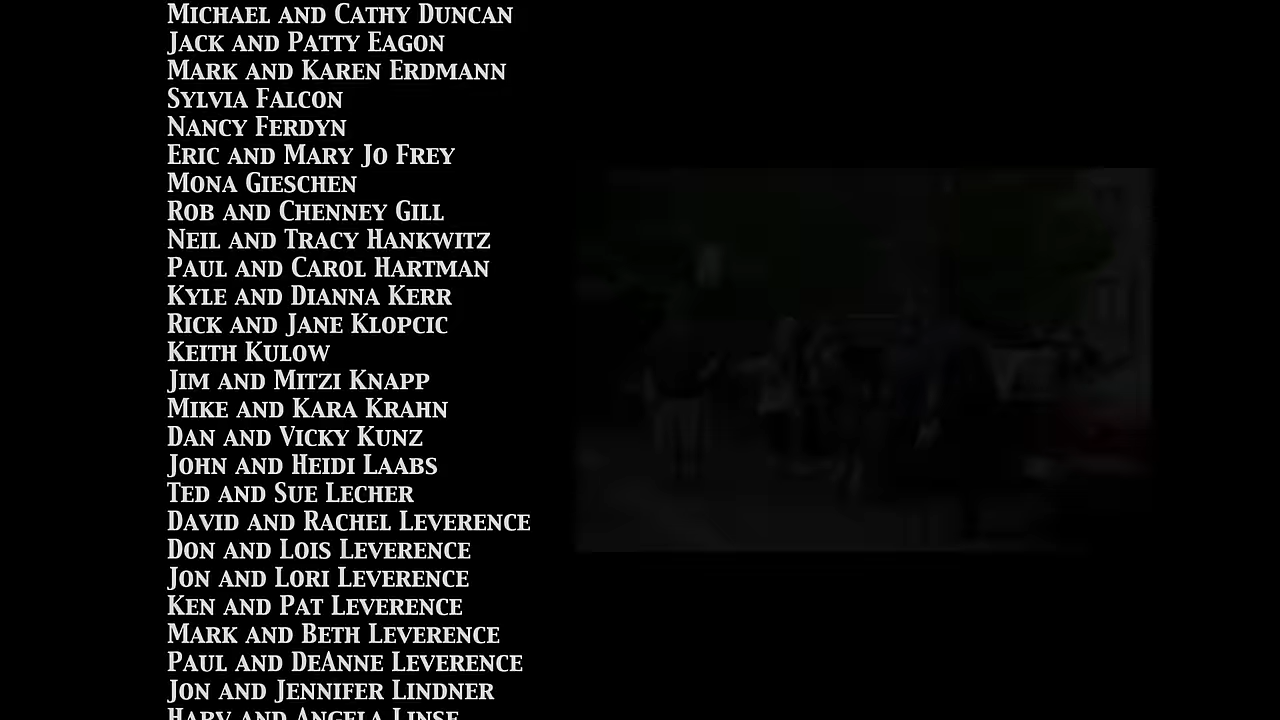 Michael and Cathy Duncan
Jack and Patty Eagon
Mark and Karen Erdmann
Sylvia Falcon
Nancy Ferdyn
Eric and Mary Jo Frey
Mona Gieschen
Rob and Chenney Gill
Neil and Tracy Hankwitz
Paul and Carol Hartman
Kyle and Dianna Kerr
Rick and Jane Klopcic
Keith Kulow
Jim and Mitzi Knapp
Mike and Kara Krahn
Dan and Vicky Kunz
John and Heidi Laabs
Ted and Sue Lecher
David and Rachel Leverence
Don and Lois Leverence
Jon and Lori Leverence
Ken and Pat Leverence
Mark and Beth Leverence
Paul and DeAnne Leverence
Jon and Jennifer Lindner
and Angela Linse